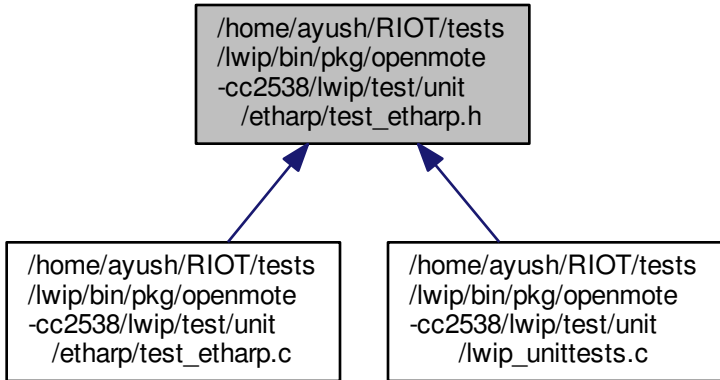 /home/ayush/RIOT/tests
/lwip/bin/pkg/openmote
-cc2538/lwip/test/unit
/etharp/test_etharp.h
/home/ayush/RIOT/tests
/lwip/bin/pkg/openmote
-cc2538/lwip/test/unit
/etharp/test_etharp.c
/home/ayush/RIOT/tests
/lwip/bin/pkg/openmote
-cc2538/lwip/test/unit
/lwip_unittests.c